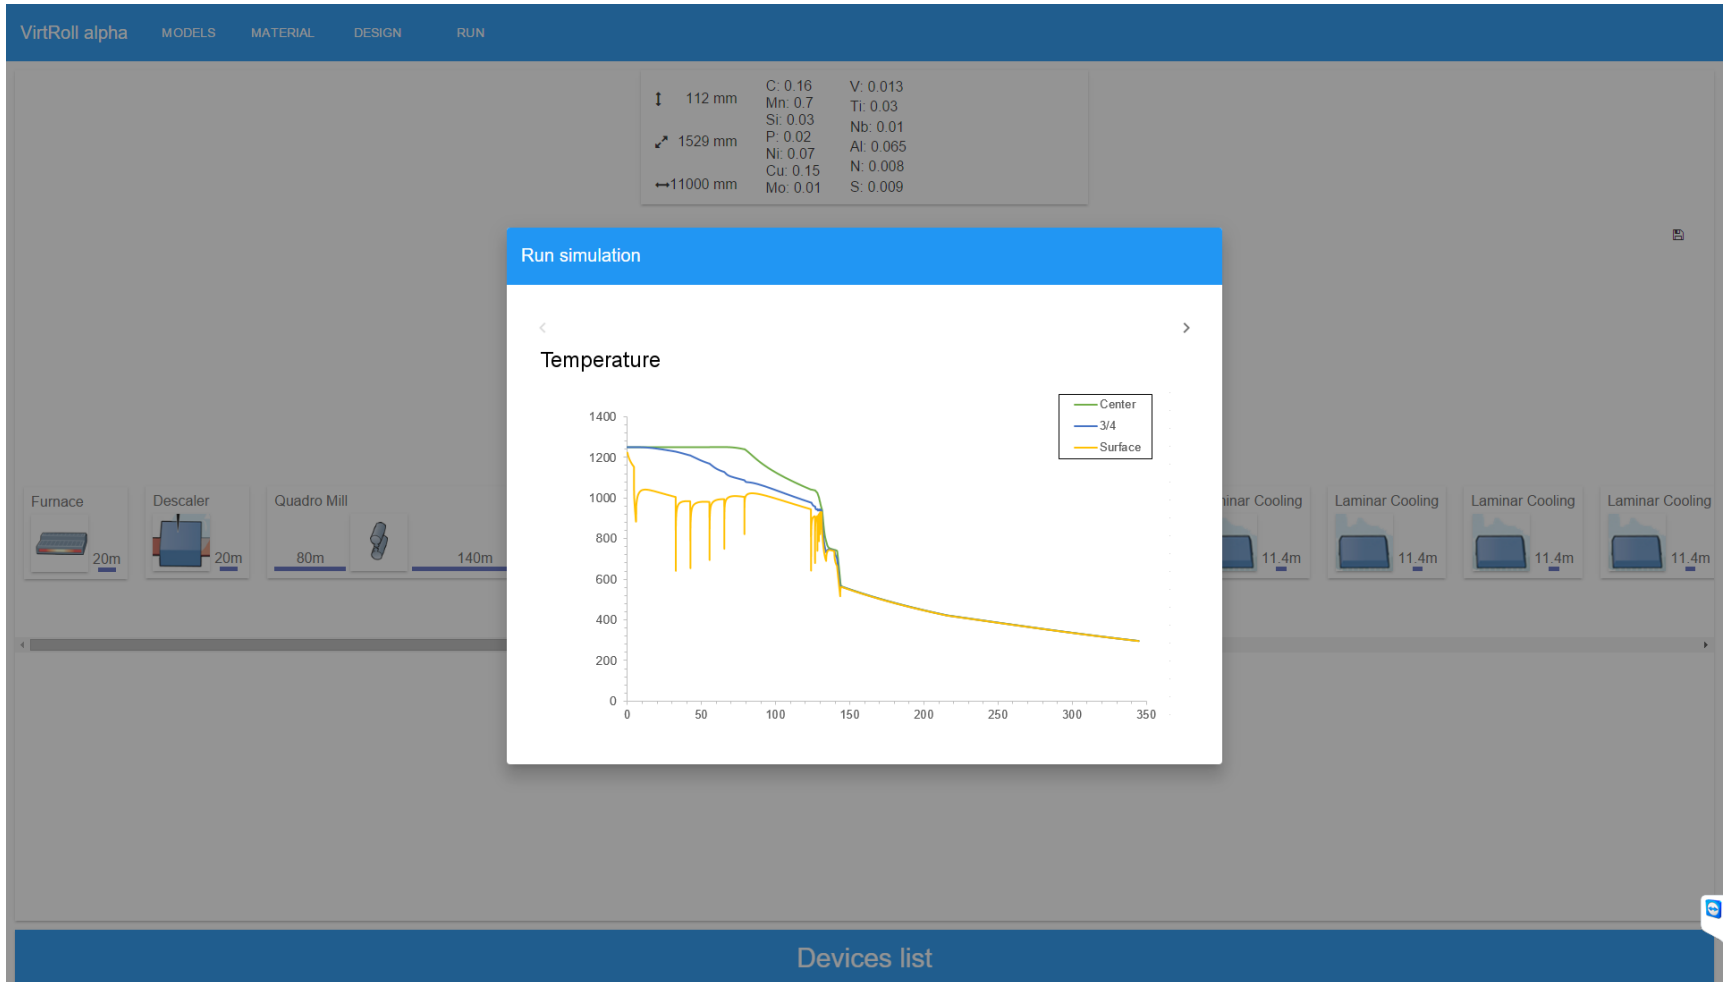 VirtRoll alpha MODELS MATERIAL DESIGN RUN
112 mm
1529 mm
11000 mm
C: 0.16
Mn: 0.7
Si: 0.03
P: 0.02
Ni: 0.07
Cu: 0.15
Mo: 0.01
V: 0.013
Ti: 0.03
Nb: 0.01
Al: 0.065
N: 0.008
S: 0.009
Run simulation
Temperature
Center
3/4
Surface
1400
1200
1000
800
600
400
200
0
0 50 100 150 200 250 300 350
Furnace
20m
Descaler
20m
Quadro Mill
80m
140m
inar Cooling
11.4m
Laminar Cooling
11.4m
Laminar Cooling
11.4m
Laminar Cooling
11.4m
Devices list